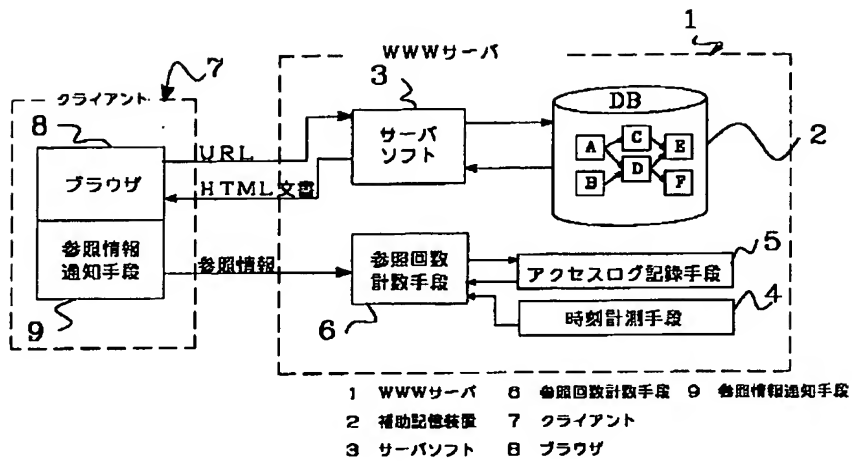 WWWサーバ
1
7
クライアント
3
8
サーバ
ソフト
DB
A
C
E
B
D
F
2
URL
HTML文書
ブラウザ
参照情報
通知手段
参照情報
参照回数
計数手段
5
アクセスログ記録手段
4
時刻計測手段
9
6
1 WWWサーバ 6 参照回数計数手段 9 参照情報通知手段
2 補助記憶装置 7 クライアント
3 サーバソフト 8 ブラウザ